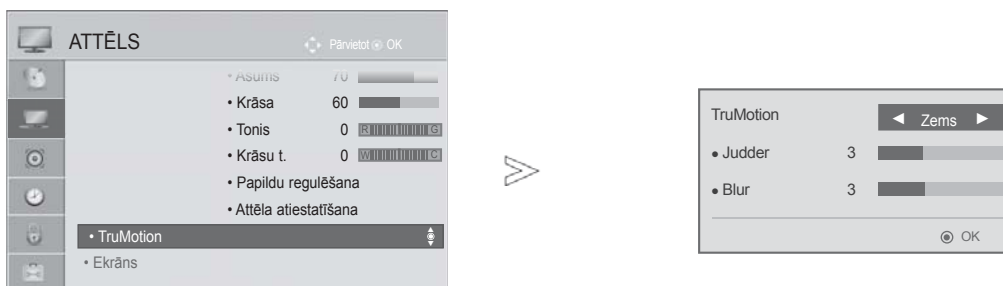 ATTĒLS
Pārvietot OK
• Asums 70
• Krāsa 60
• Tonis 0 R G
• Krāsu t. 0 W C
• Papildu regulēšana
• Attēla atiestatīšana
• TruMotion
• Ekrāns
TruMotion ◄ Zems ►
• Judder 3
• Blur 3
OK